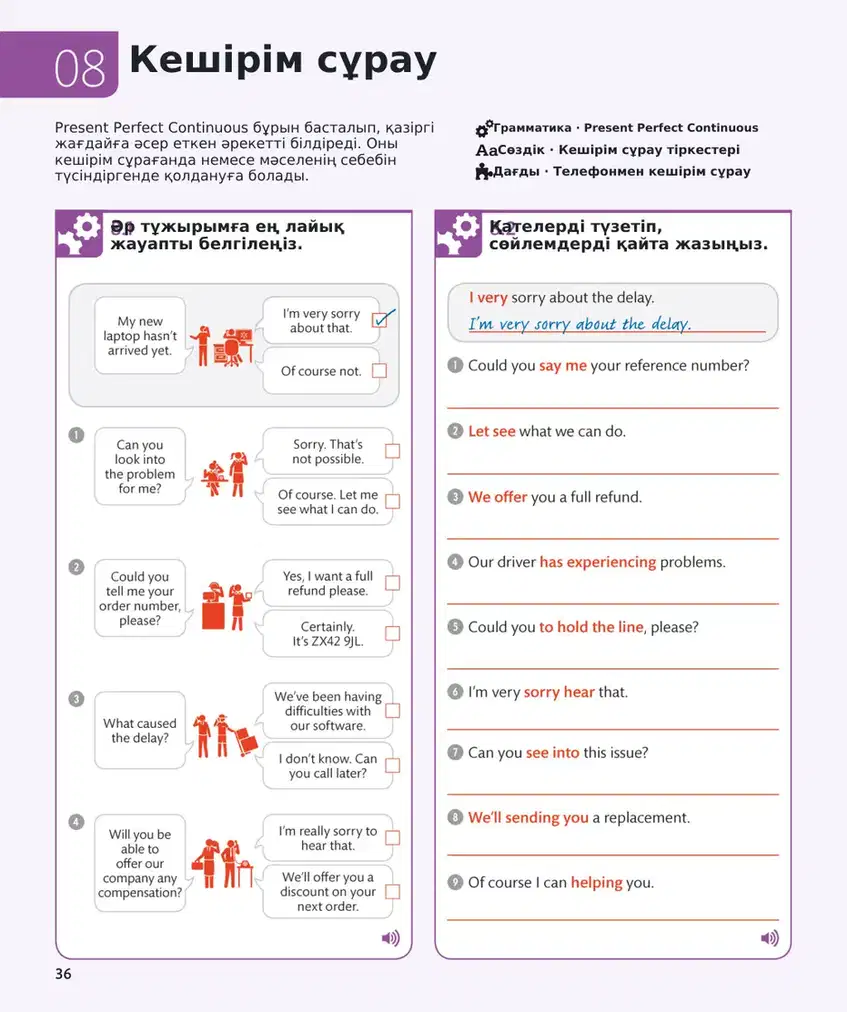 08
Кешірім сұрау
Present Perfect Continuous бұрын басталып, қазіргі
жағдайға әсер еткен әрекетті білдіреді. Оны
кешірім сұрағанда немесе мәселенің себебін
түсіндіргенде қолдануға болады.
Грамматика · Present Perfect Continuous
Aa Сөздік · Кешірім сұрау тіркестері
Дағды · Телефонмен кешірім сұрау
Әр тұжырымға ең лайық
жауапты белгілеңіз.
My new
laptop hasn't
arrived yet.
I'm very sorry
about that.
Of course not.
1
Can you
look into
the problem
for me?
Sorry. That's
not possible.
Of course. Let me
see what I can do.
2
Could you
tell me your
order number,
please?
Yes, I want a full
refund please.
Certainly.
It's ZX42 9JL.
3
What caused
the delay?
We've been having
difficulties with
our software.
I don't know. Can
you call later?
4
Will you be
able to
offer our
company any
compensation?
I'm really sorry to
hear that.
We'll offer you a
discount on your
next order.
Қателерді түзетіп,
сөйлемдерді қайта жазыңыз.
I very sorry about the delay.
I'm very sorry about the delay.
1 Could you say me your reference number?
2 Let see what we can do.
3 We offer you a full refund.
4 Our driver has experiencing problems.
5 Could you to hold the line, please?
6 I'm very sorry hear that.
7 Can you see into this issue?
8 We'll sending you a replacement.
9 Of course I can helping you.
36